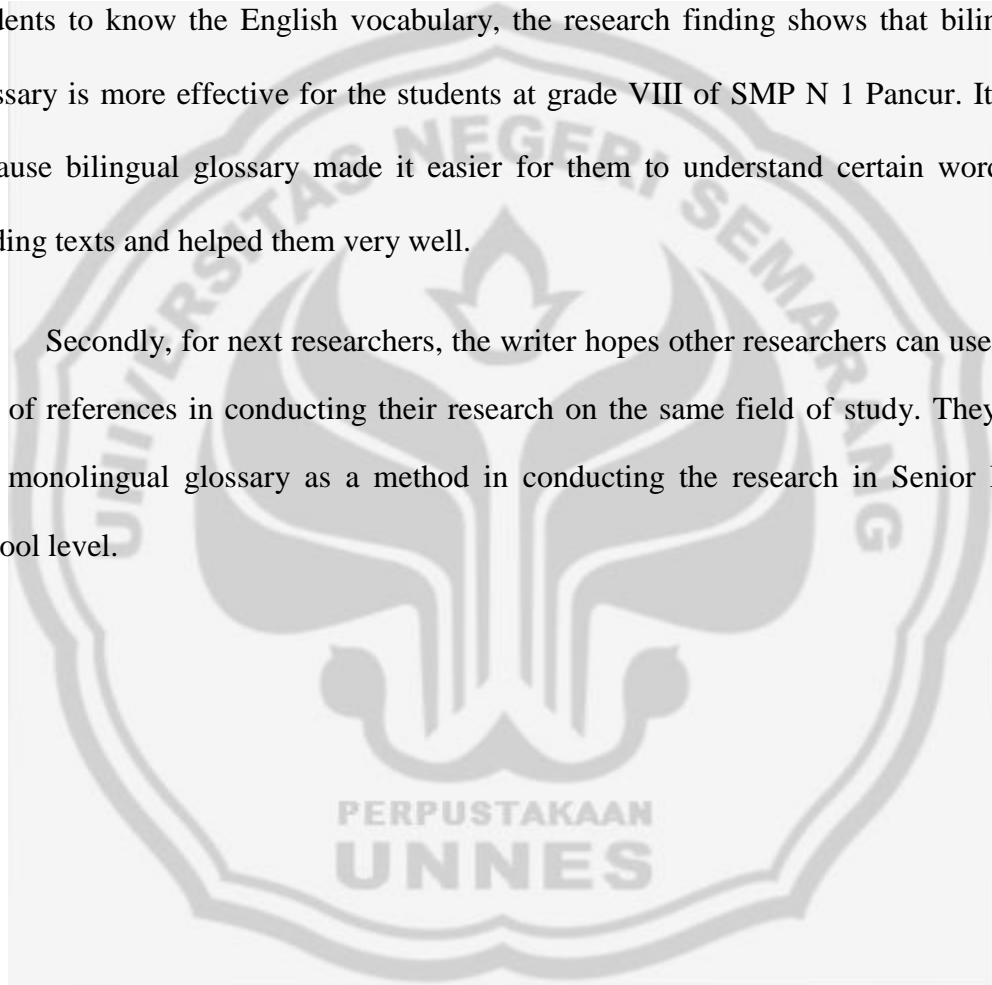 dents to know the English vocabulary, the research finding shows that bilin
ssary is more effective for the students at grade VIII of SMP N 1 Pancur. It
ause bilingual glossary made it easier for them to understand certain word
ding texts and helped them very well.
Secondly, for next researchers, the writer hopes other researchers can use
of references in conducting their research on the same field of study. They
monolingual glossary as a method in conducting the research in Senior
ool level.
UNIVERSITAS NEGERI SEMARANG
PERPUSTAKAAN
UNNES